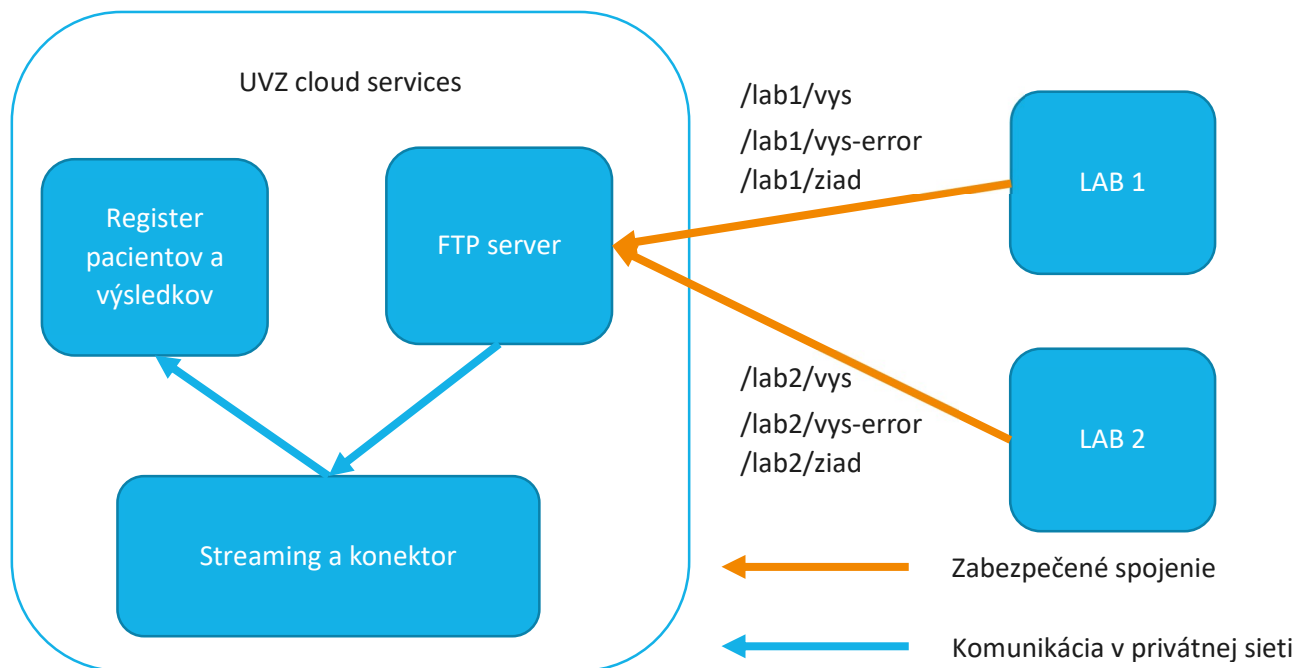 UVZ cloud services
Register
pacientov a
výsledkov
FTP server
Streaming a konektor
/lab1/vys
/lab1/vys-error
/lab1/ziad
LAB 1
/lab2/vys
/lab2/vys-error
/lab2/ziad
LAB 2
Zabezpečené spojenie
Komunikácia v privátnej sieti